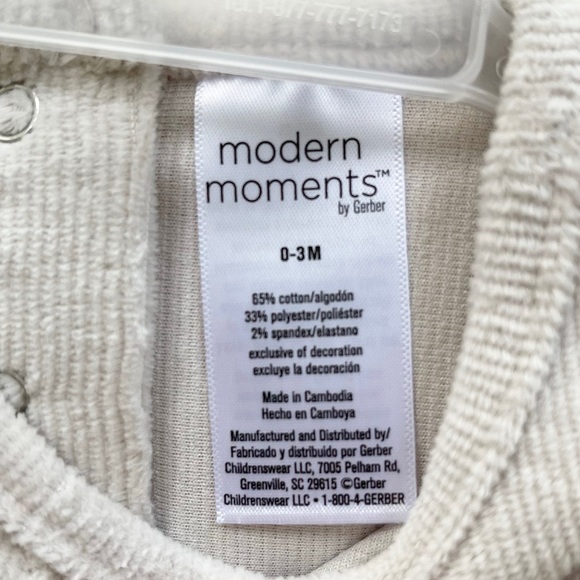 modern
moments™
by Gerber
0-3 M
65% cotton/algodón
33% polyester/poliéster
2% spandex/elastano
exclusive of decoration
excluye la decoración
Made in Cambodia
Hecho en Camboya
Manufactured and Distributed by/
Fabricado y distribuido por Gerber
Childrenswear LLC, 7005 Pelham Rd,
Greenville, SC 29615 ©Gerber
Childrenswear LLC • 1-800-4-GERBER